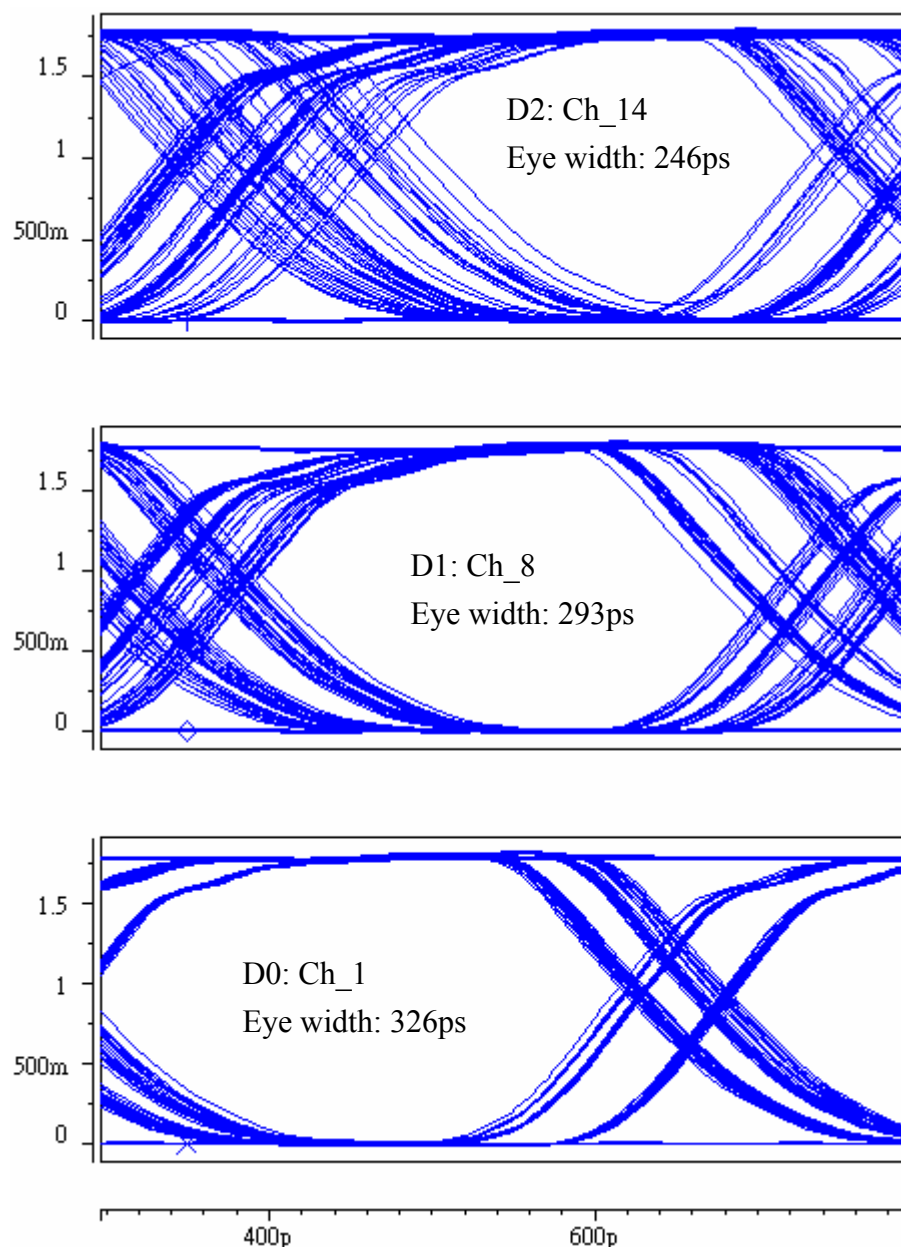 1.5
1
500m
0
D2: Ch_14
Eye width: 246ps
1.5
1
500m
0
D1: Ch_8
Eye width: 293ps
1.5
1
500m
0
D0: Ch_1
Eye width: 326ps
400p
600p